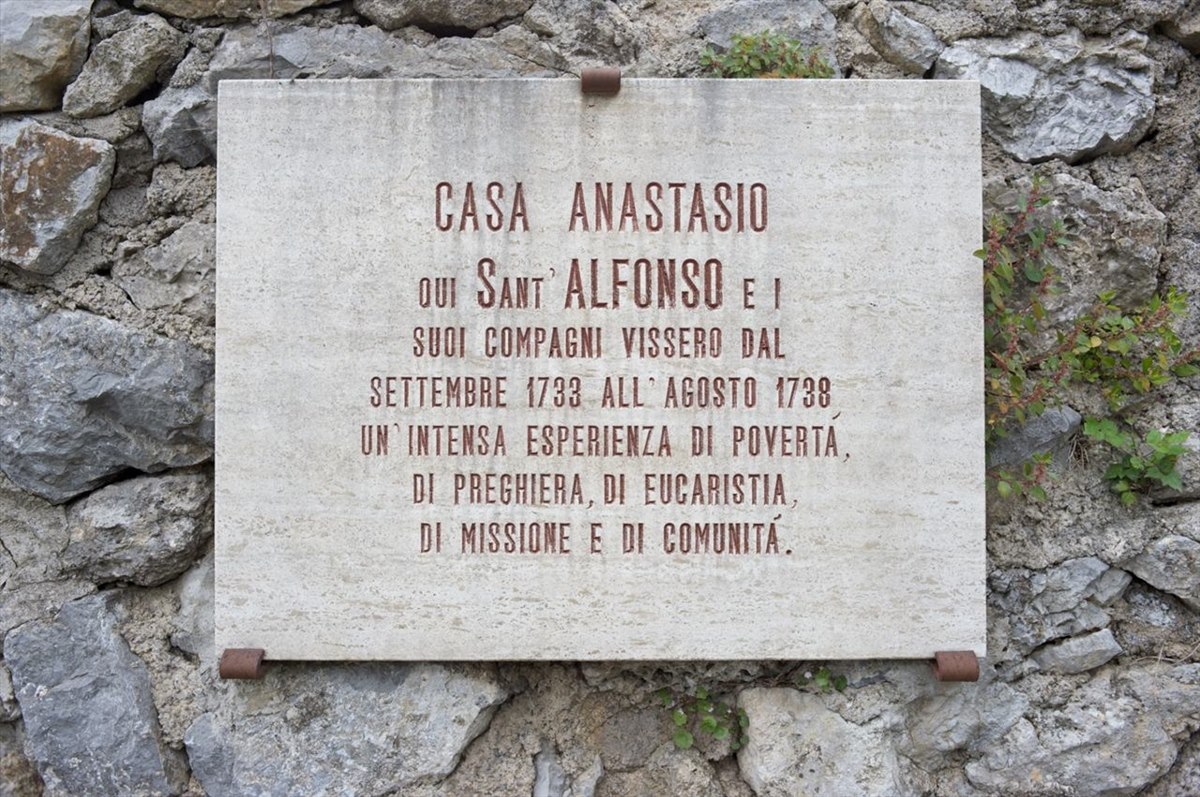 CASA ANASTASIO
QUI SANT' ALFONSO E I
SUOI COMPAGNI VISSERO DAL
SETTEMBRE 1733 ALL'AGOSTO 1738
UN'INTENSA ESPERIENZA DI POVERTÁ,
DI PREGHIERA, DI EUCARISTIA,
DI MISSIONE E DI COMUNITÁ.